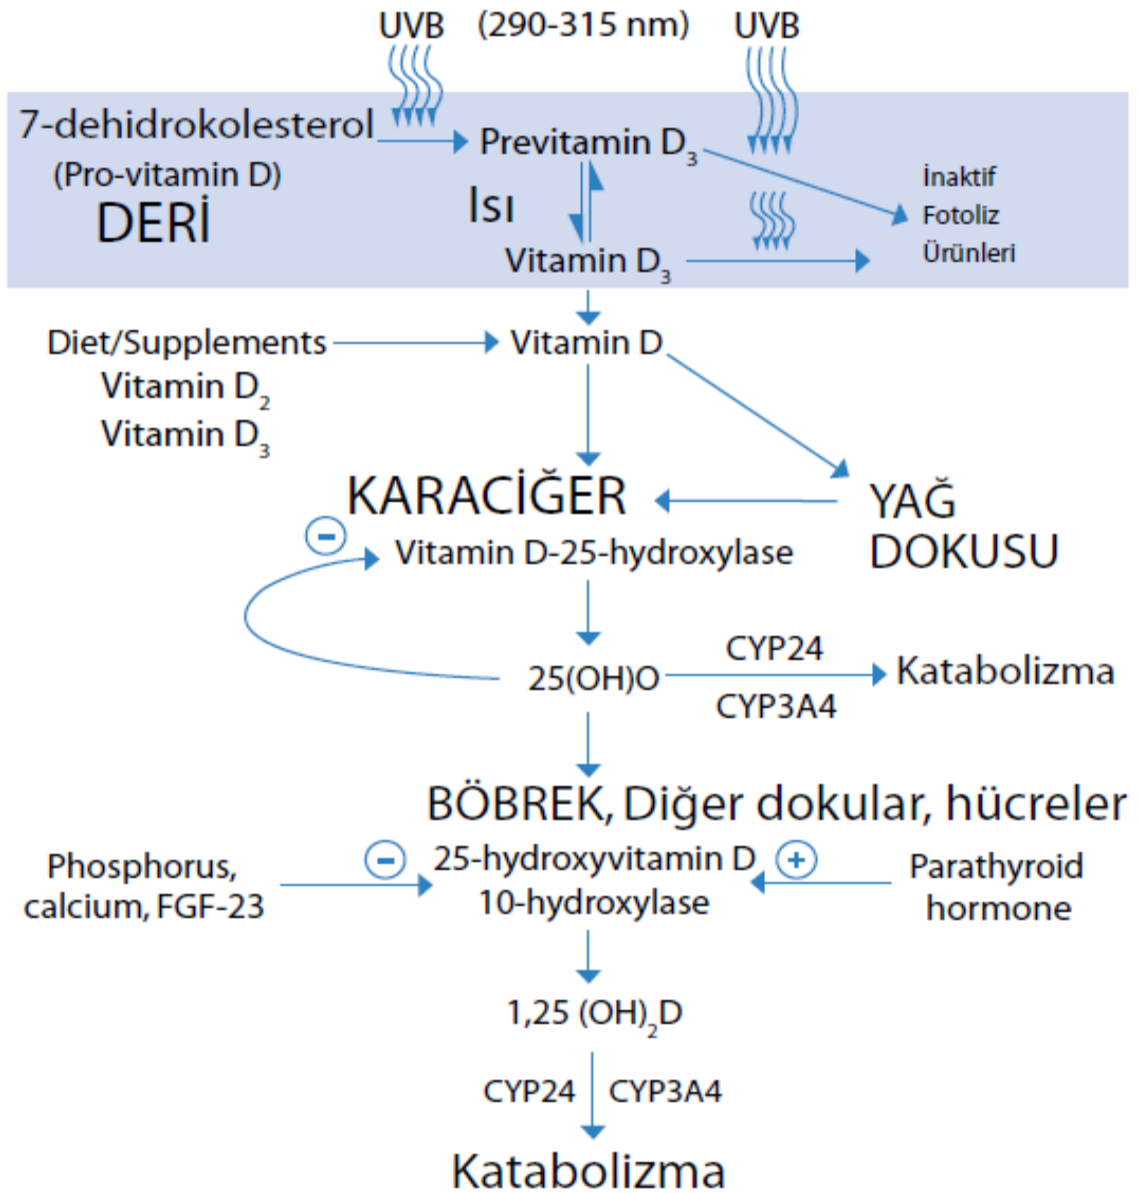 UVB (290-315 nm) UVB
7-dehidrokolesterol
(Pro-vitamin D)
DERİ
Previtamin D₃
Isı
Vitamin D₃
İnaktif
Fotoliz
Ürünleri
Diet/Supplements
Vitamin D₂
Vitamin D₃
Vitamin D
KARACİĞER
YAĞ
DOKUSU
−
Vitamin D-25-hydroxylase
25(OH)O
CYP24
CYP3A4
Katabolizma
BÖBREK, Diğer dokular, hücreler
Phosphorus,
calcium, FGF-23
−
25-hydroxyvitamin D
10-hydroxylase
+
Parathyroid
hormone
1,25 (OH)₂D
CYP24 CYP3A4
Katabolizma